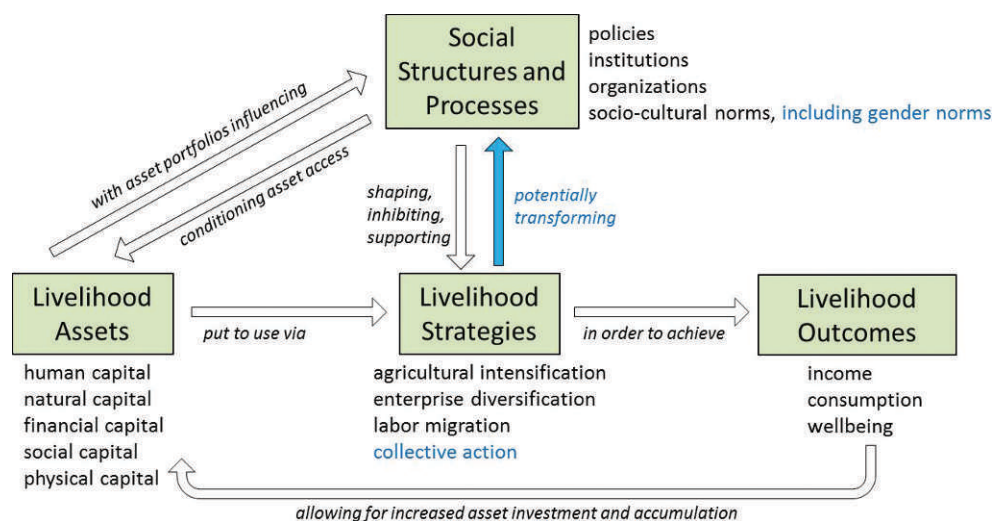 Social
Structures and
Processes
policies
institutions
organizations
socio-cultural norms, including gender norms
with asset portfolios influencing
conditioning asset access
shaping,
inhibiting,
supporting
potentially
transforming
Livelihood
Assets
put to use via
Livelihood
Strategies
in order to achieve
Livelihood
Outcomes
human capital
natural capital
financial capital
social capital
physical capital
agricultural intensification
enterprise diversification
labor migration
collective action
income
consumption
wellbeing
allowing for increased asset investment and accumulation